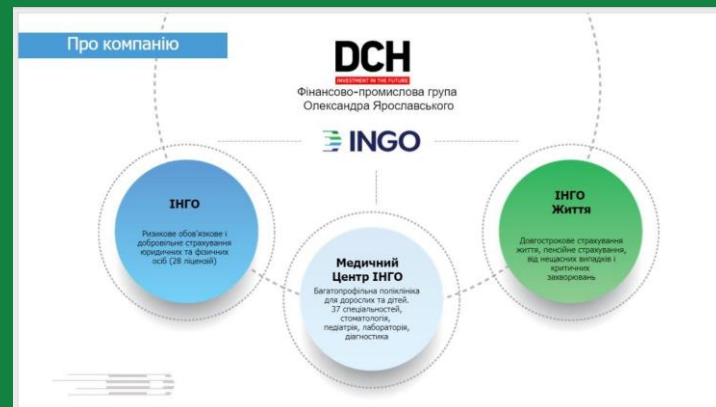 Про компанію
DCH
INVESTMENT IN THE FUTURE
Фінансово-промислова група
Олександра Ярославського
INGO
ІНГО
Ризикове обов'язкове і
добровільне страхування
юридичних та фізичних
осіб (28 ліцензій)
Медичний
Центр ІНГО
Багатопрофільна поліклініка
для дорослих та дітей.
37 спеціальностей,
стоматологія,
педіатрія, лабораторія,
діагностика
ІНГО
Життя
Довгострокове страхування
життя, пенсійне страхування,
від нещасних випадків і
критичних
захворювань